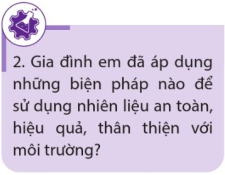 2. Gia đình em đã áp dụng
những biện pháp nào để
sử dụng nhiên liệu an toàn,
hiệu quả, thân thiện với
môi trường?